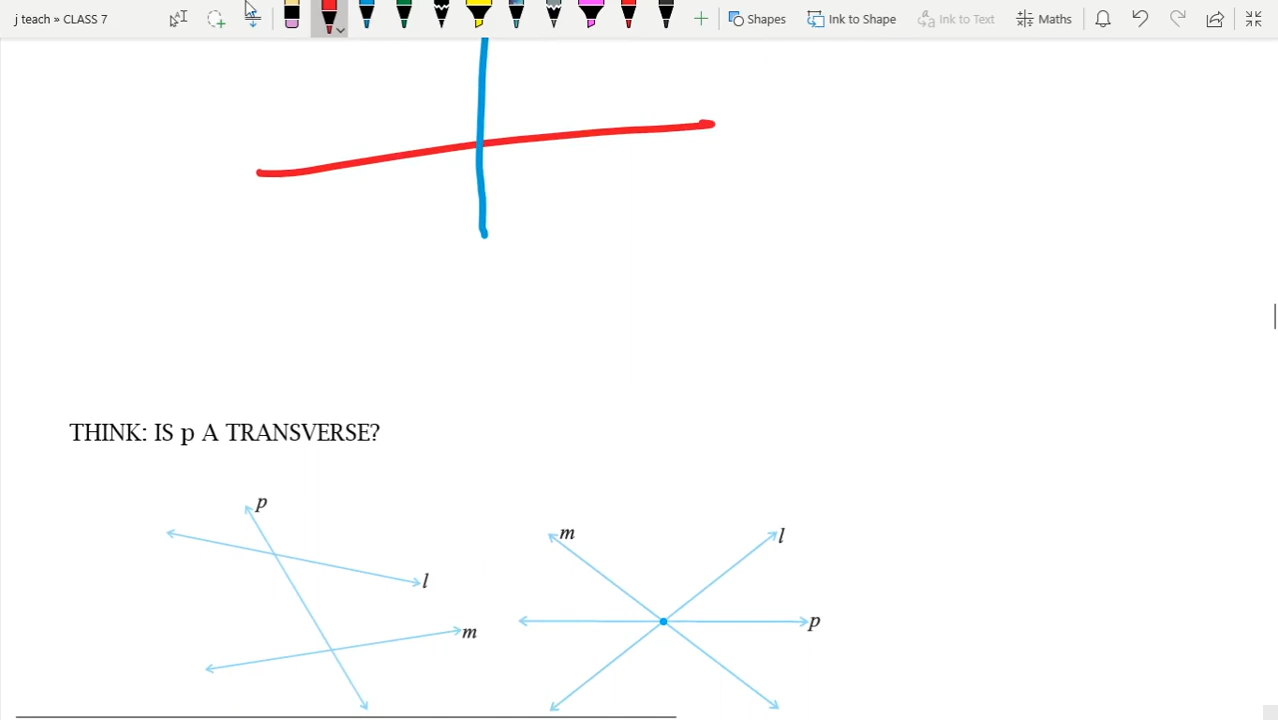 j teach » CLASS 7
Shapes
Ink to Shape
Ink to Text
Maths
THINK: IS p A TRANSVERSE?
p
l
m
m
l
p